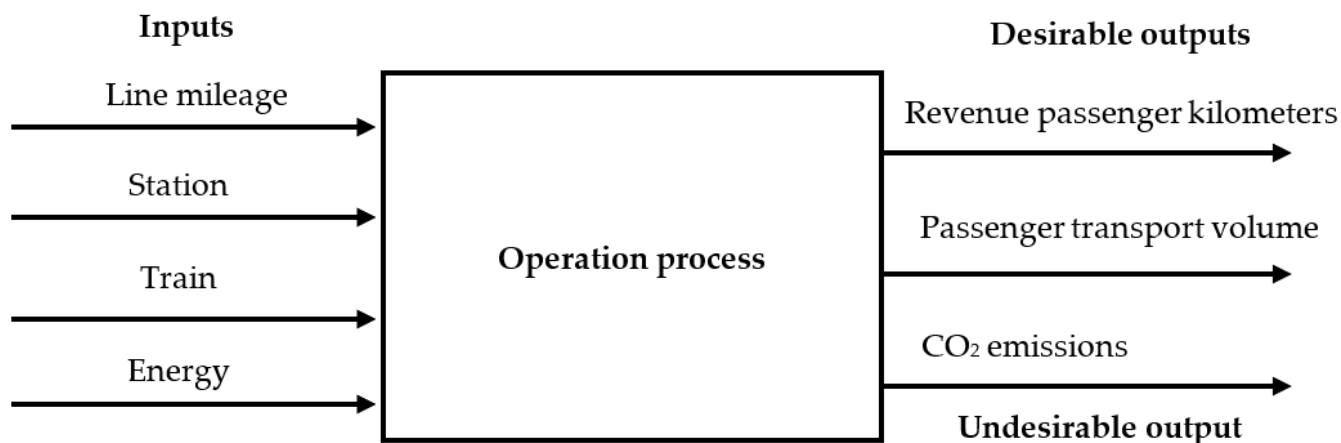 Inputs
Line mileage
Station
Train
Energy
Operation process
Desirable outputs
Revenue passenger kilometers
Passenger transport volume
CO₂ emissions
Undesirable output